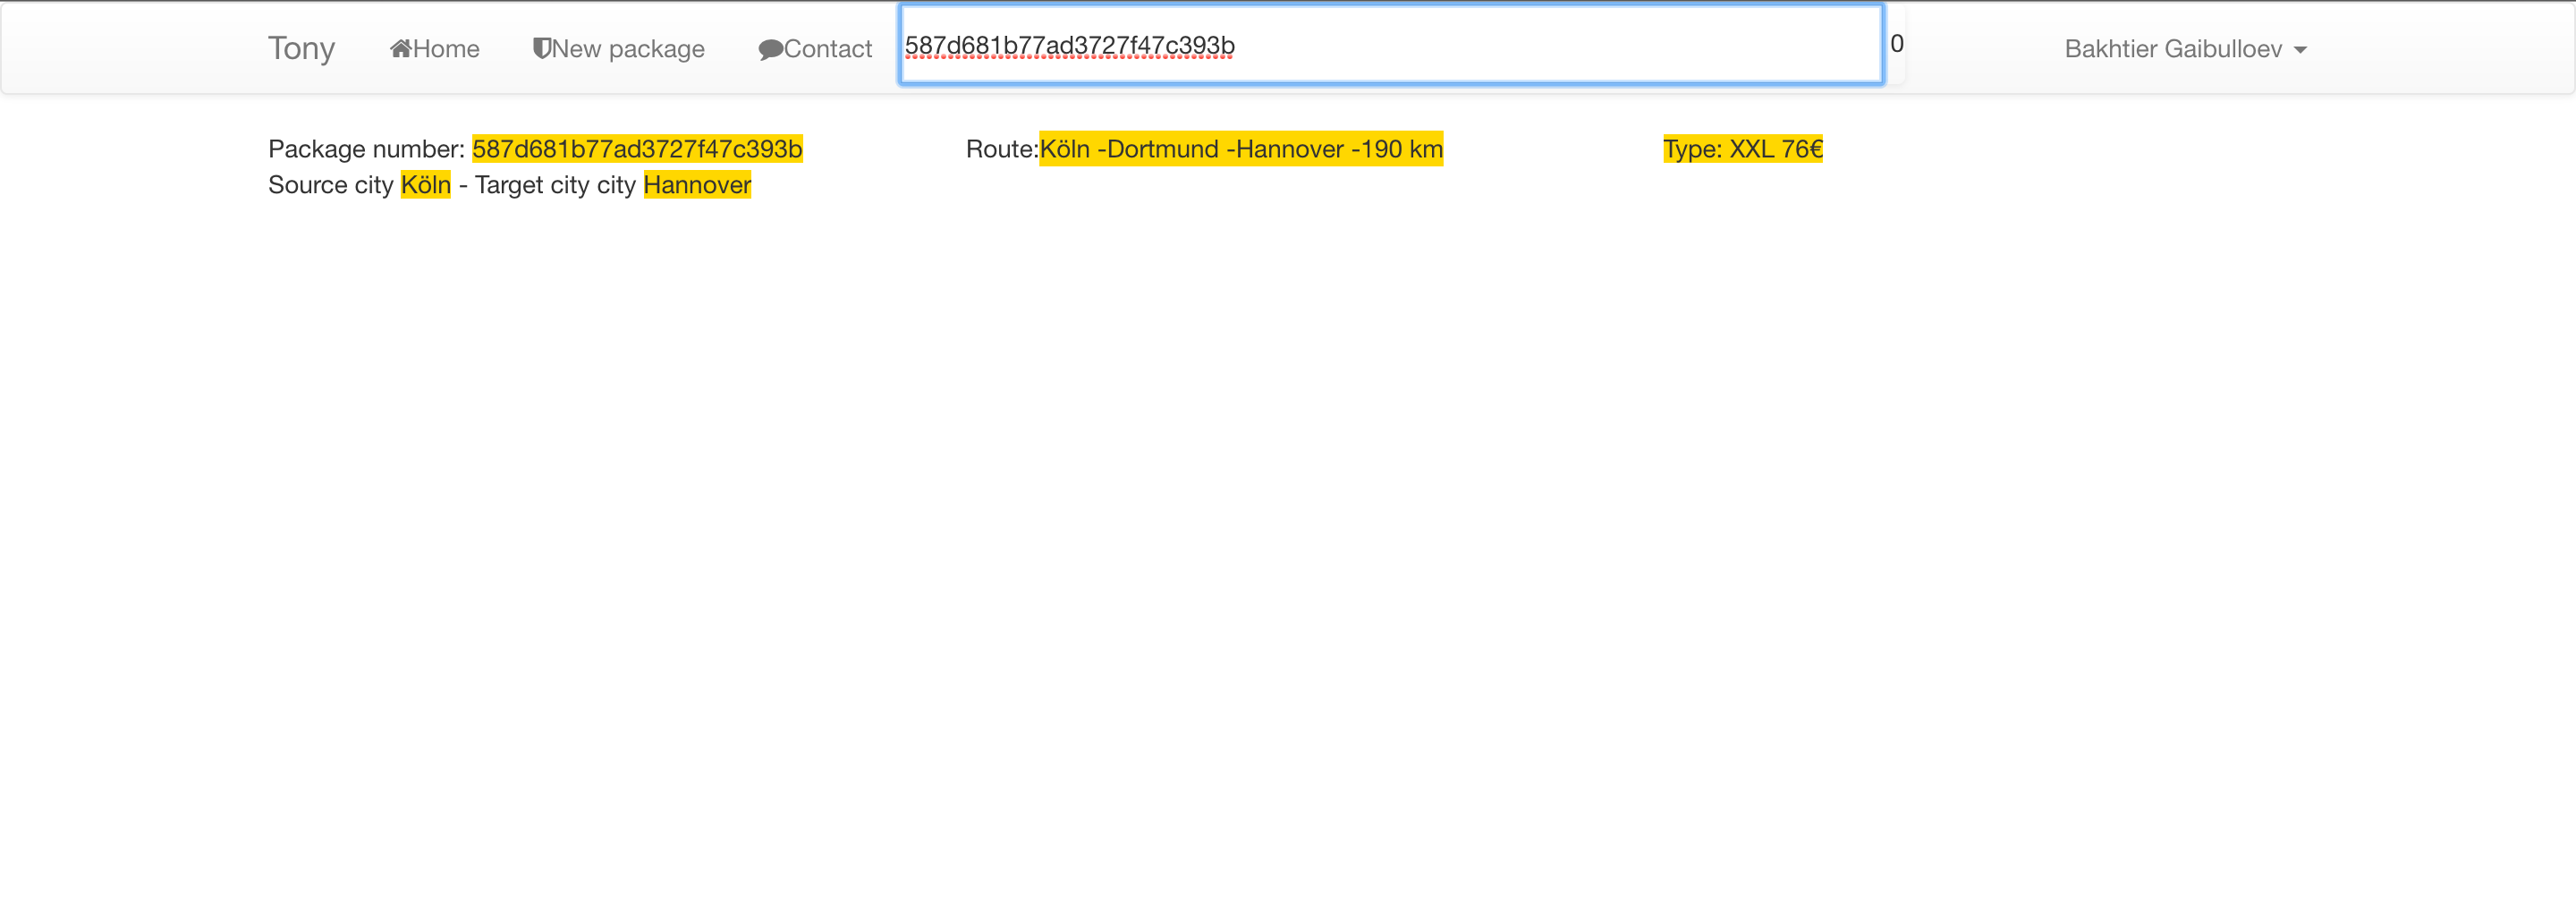 Tony Home New package Contact 587d681b77ad3727f47c393b 0 Bakhtier Gaibulloev
Package number: 587d681b77ad3727f47c393b Route:Köln -Dortmund -Hannover -190 km Type: XXL 76€
Source city Köln - Target city city Hannover